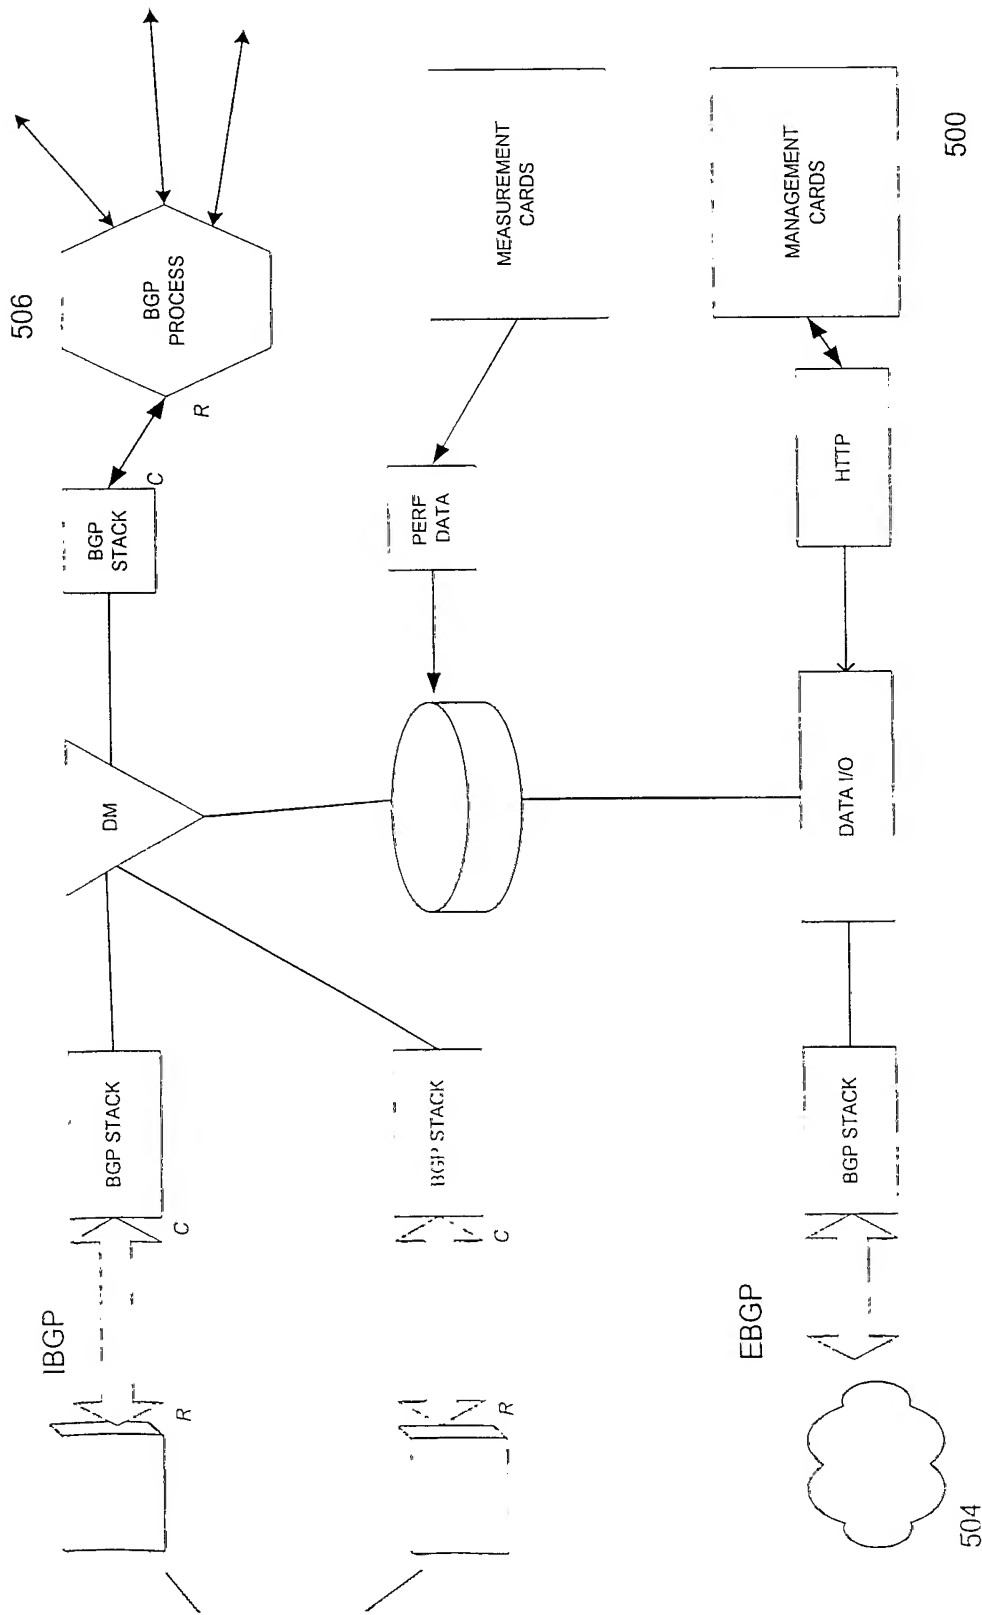 506
IBGP
BGP STACK
DM
BGP
STACK
BGP
PROCESS
R
C
C
R
BGP STACK
PERF
DATA
MEASUREMENT
CARDS
R
C
EBGP
BGP STACK
DATA I/O
HTTP
MANAGEMENT
CARDS
504
500